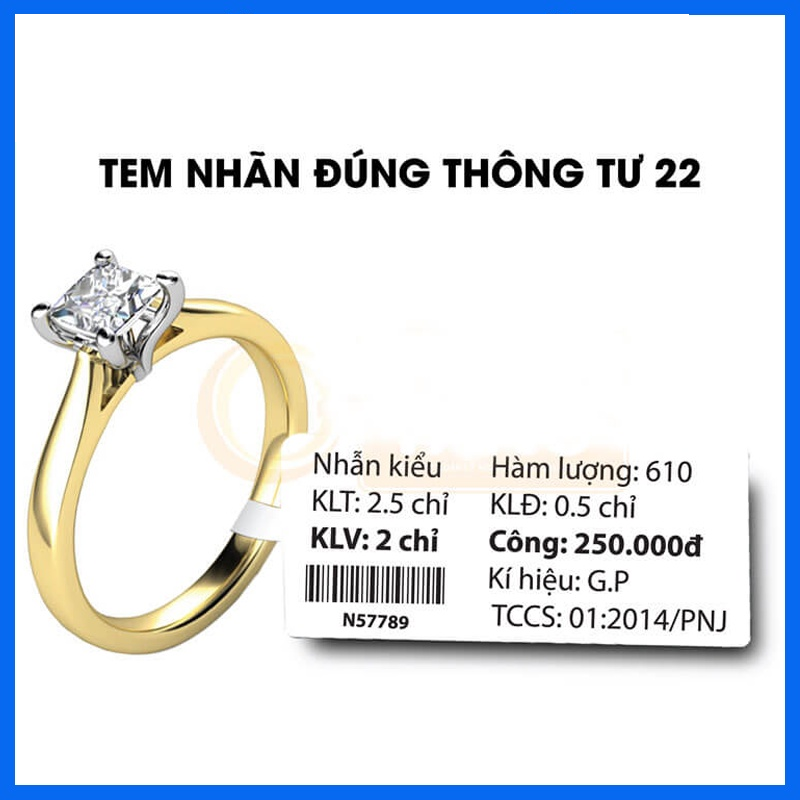 TEM NHÃN ĐÚNG THÔNG TƯ 22
Nhẫn kiểu
KLT: 2.5 chỉ
KLV: 2 chỉ
N57789
Hàm lượng: 610
KLĐ: 0.5 chỉ
Công: 250.000đ
Kí hiệu: G.P
TCCS: 01:2014/PNJ